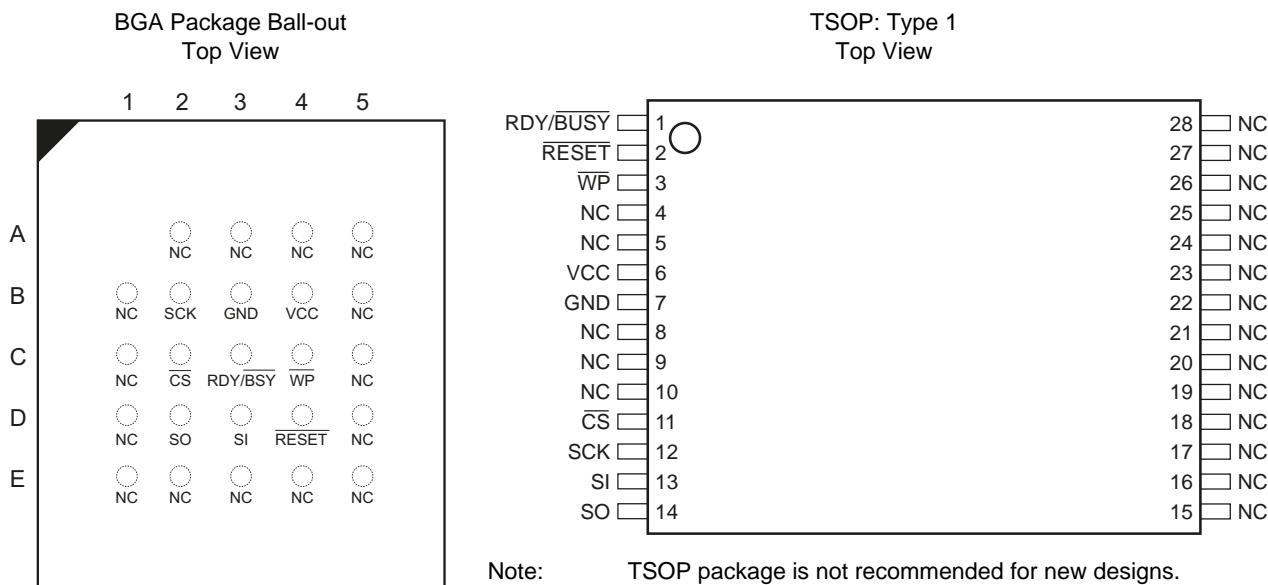 BGA Package Ball-out
Top View
1 2 3 4 5
A
NC NC NC NC
B
NC SCK GND VCC NC
C
NC CS RDY/BSY WP NC
D
NC SO SI RESET NC
E
NC NC NC NC NC
TSOP: Type 1
Top View
RDY/BUSY 1 28 NC
RESET 2 27 NC
WP 3 26 NC
NC 4 25 NC
NC 5 24 NC
VCC 6 23 NC
GND 7 22 NC
NC 8 21 NC
NC 9 20 NC
NC 10 19 NC
CS 11 18 NC
SCK 12 17 NC
SI 13 16 NC
SO 14 15 NC
Note: TSOP package is not recommended for new designs.